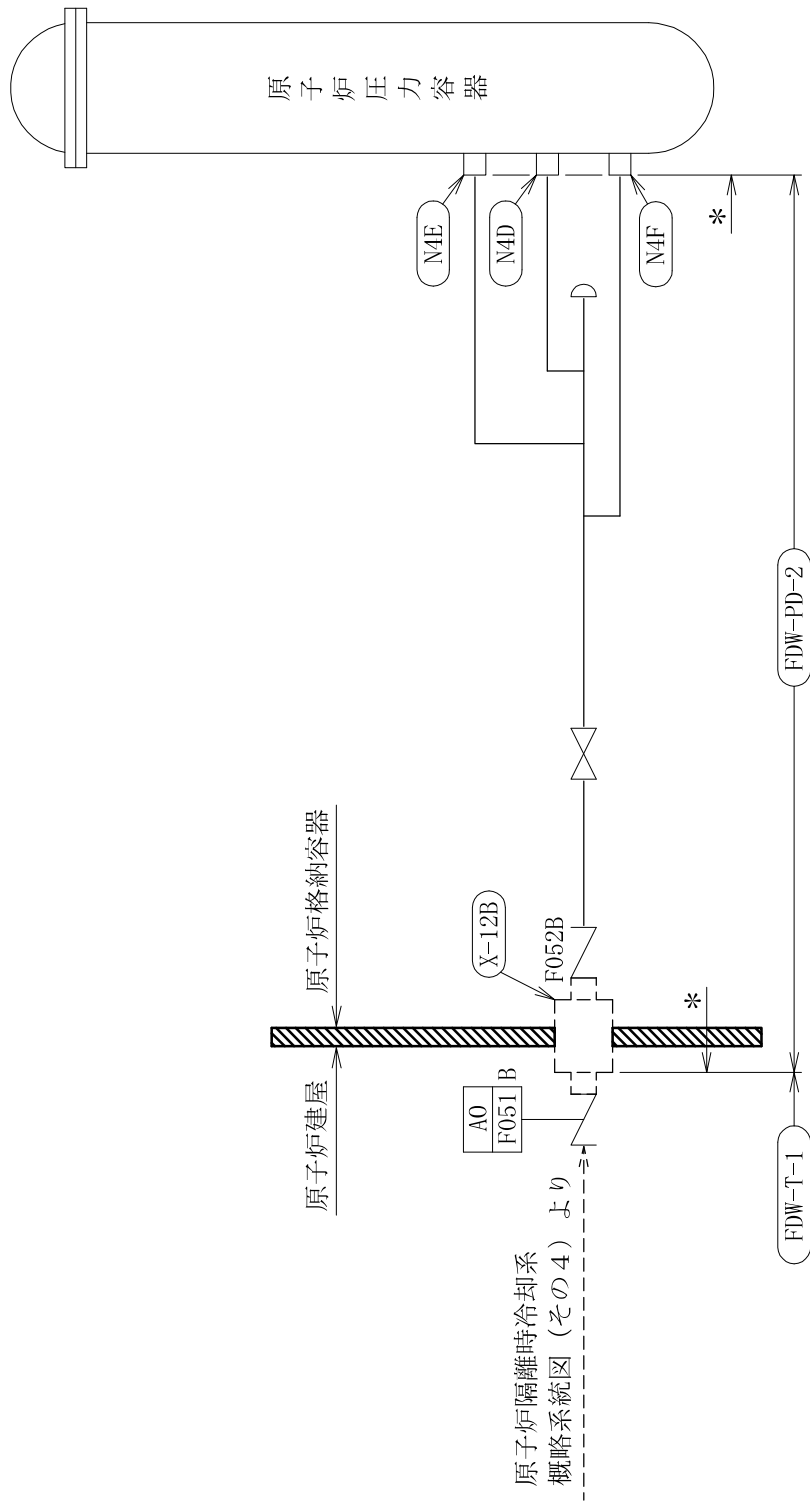 原子炉圧力容器
N4E
N4D
N4F
*
原子炉格納容器
原子炉建屋
X-12B
F052B
AO
F051
B
*
原子炉隔離時冷却系
概略系統図（その４）より
FDW-T-1
FDW-PD-2